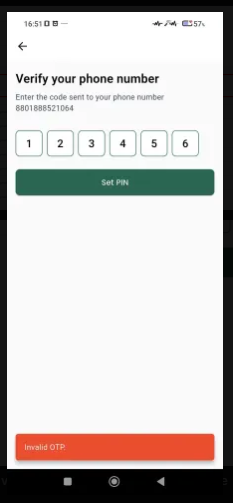 16:51
57%
Verify your phone number
Enter the code sent to your phone number
8801888521064
1 2 3 4 5 6
Set PIN
Invalid OTP.